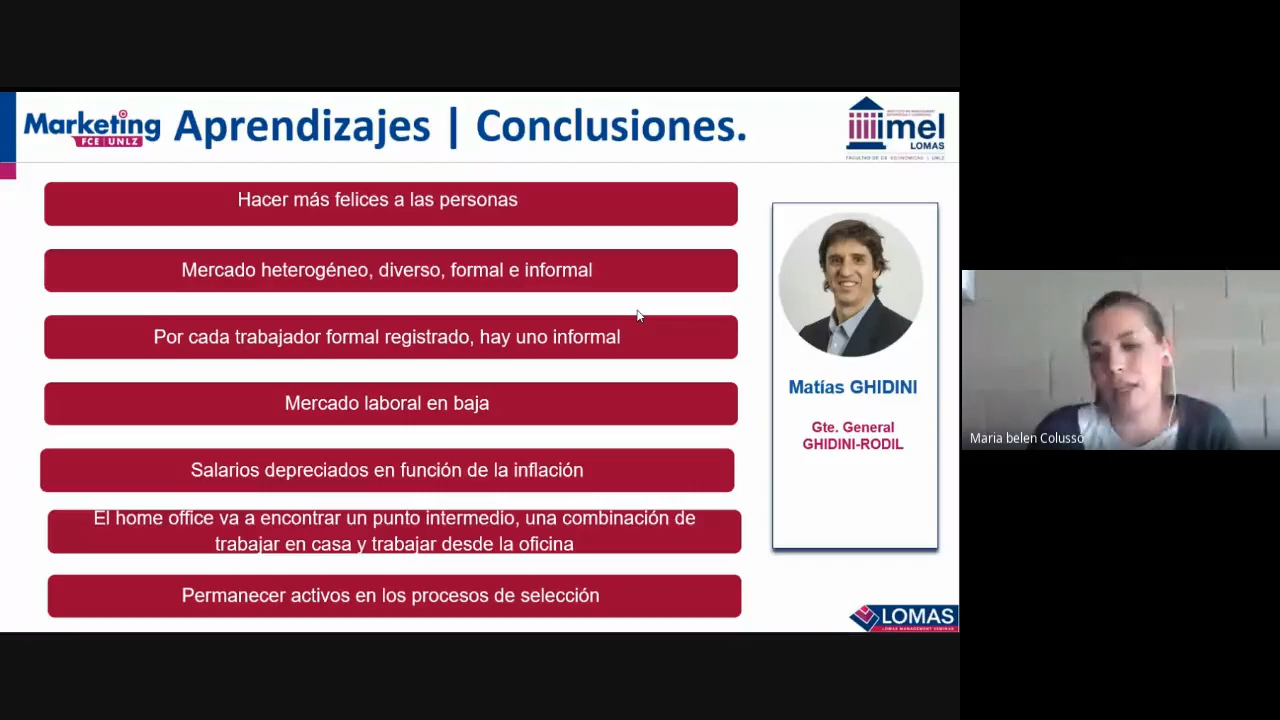 Marketing
FCE | UNLZ
Aprendizajes | Conclusiones.
imel
LOMAS
Hacer más felices a las personas
Mercado heterogéneo, diverso, formal e informal
Por cada trabajador formal registrado, hay uno informal
Mercado laboral en baja
Salarios depreciados en función de la inflación
El home office va a encontrar un punto intermedio, una combinación de
trabajar en casa y trabajar desde la oficina
Permanecer activos en los procesos de selección
Matías GHIDINI
Gte. General
GHIDINI-RODIL
LOMAS
Maria belen Colusso